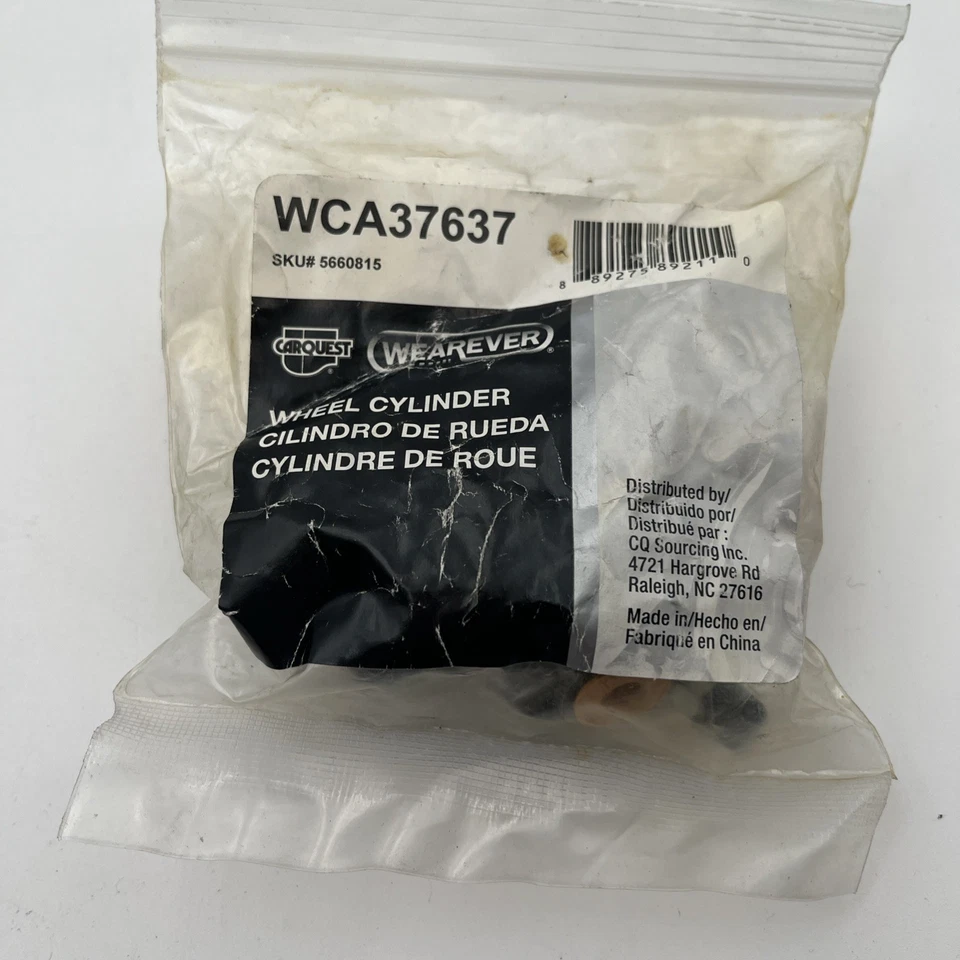 WCA37637
SKU# 5660815
8 89275 89211 0
CARQUEST
WEAREVER
®
®
WHEEL CYLINDER
CILINDRO DE RUEDA
CYLINDRE DE ROUE
Distributed by/
Distribuido por/
Distribué par :
CQ Sourcing Inc.
4721 Hargrove Rd
Raleigh, NC 27616
Made in/Hecho en/
Fabriqué en China